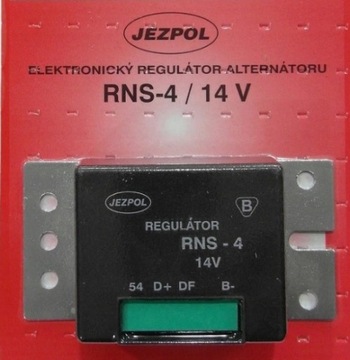 JEZPOL
ELEKTRONICKÝ REGULÁTOR ALTERNÁTORU
RNS-4 / 14 V
JEZPOL
B
REGULÁTOR
RNS - 4
14V
54 D+ DF B-